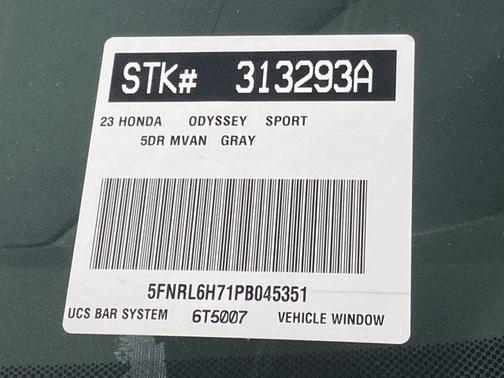 STK# 313293A
23 HONDA ODYSSEY SPORT
5DR MVAN GRAY
5FNRL6H71PB045351
UCS BAR SYSTEM 6T5007 VEHICLE WINDOW